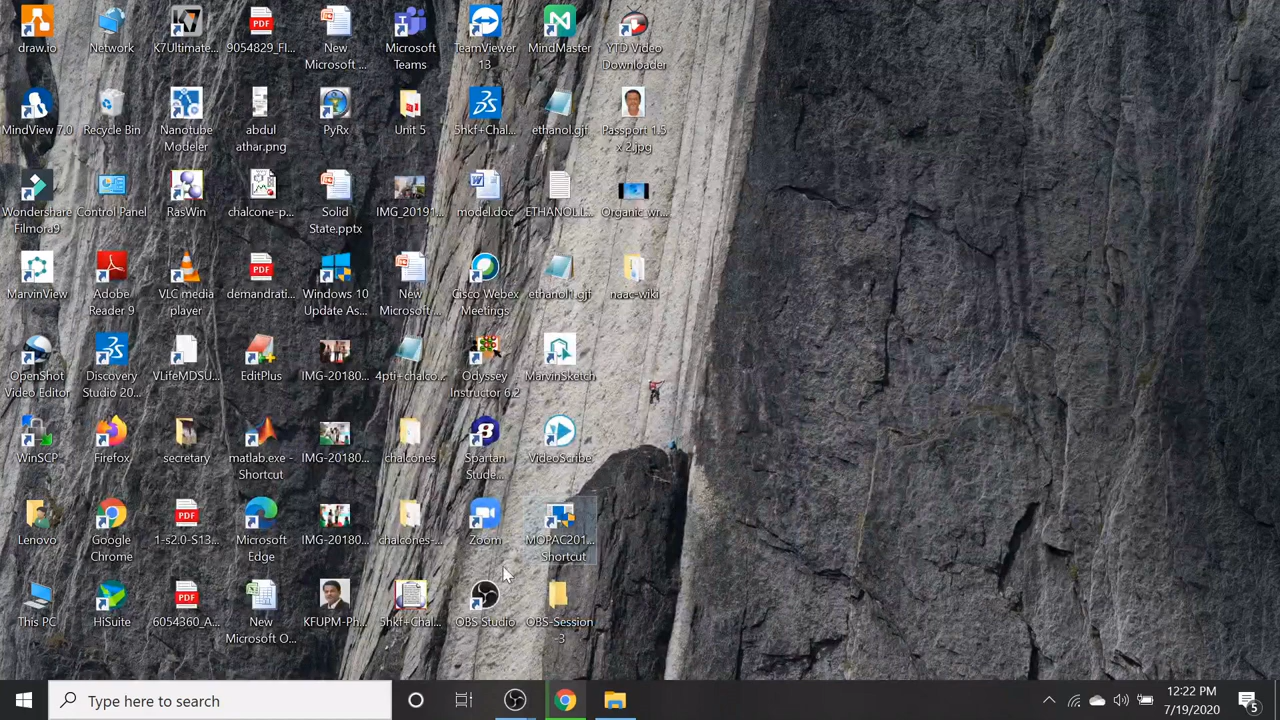 draw.io
Network
K7Ultimate...
9054829_Fl...
New
Microsoft ...
Microsoft
Teams
TeamViewer
13
MindMaster
YTD Video
Downloader
MindView 7.0
Recycle Bin
Nanotube
Modeler
abdul
athar.png
PyRx
Unit 5
5hkf+Chal...
ethanol.gjf
Passport 1.5
x 2.jpg
Wondershare
Filmora9
Control Panel
RasWin
chalcone-p...
Solid
State.pptx
IMG_20191...
model.doc
ETHANOL.L...
Organic_wr...
MarvinView
Adobe
Reader 9
VLC media
player
PDF
demandrati...
Windows 10
Update As...
New
Microsoft ...
Cisco Webex
Meetings
ethanol1.gjf
naac-wiki
OpenShot
Video Editor
Discovery
Studio 20...
VLifeMDSU...
EditPlus
IMG-20180...
4pti+chalco...
Odyssey
Instructor 6.2
MarvinSketch
WinSCP
Firefox
secretary
matlab.exe -
Shortcut
IMG-20180...
chalcones
Spartan
Stude...
VideoScribe
Lenovo
Google
Chrome
PDF
1-s2.0-S13...
Microsoft
Edge
IMG-20180...
chalcones-...
Zoom
MOPAC201...
- Shortcut
This PC
HiSuite
PDF
6054360_A...
New
Microsoft O...
KFUPM-Ph...
5hkf+Chal...
OBS Studio
OBS-Session
-3
Type here to search
12:22 PM
7/19/2020
5